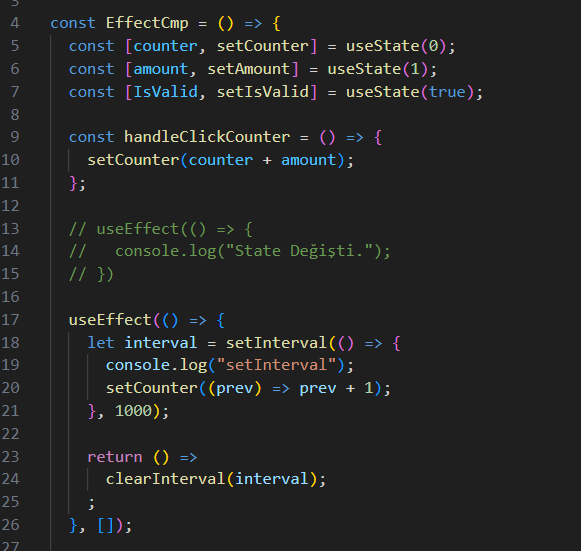 3
4 const EffectCmp = () => {
5 const [counter, setCounter] = useState(0);
6 const [amount, setAmount] = useState(1);
7 const [IsValid, setIsValid] = useState(true);
8
9 const handleClickCounter = () => {
10 setCounter(counter + amount);
11 };
12
13 // useEffect(() => {
14 //   console.log("State Değişti.");
15 // })
16
17 useEffect(() => {
18 let interval = setInterval(() => {
19 console.log("setInterval");
20 setCounter((prev) => prev + 1);
21 }, 1000);
22
23 return () =>
24 clearInterval(interval);
25 ;
26 }, []);
27